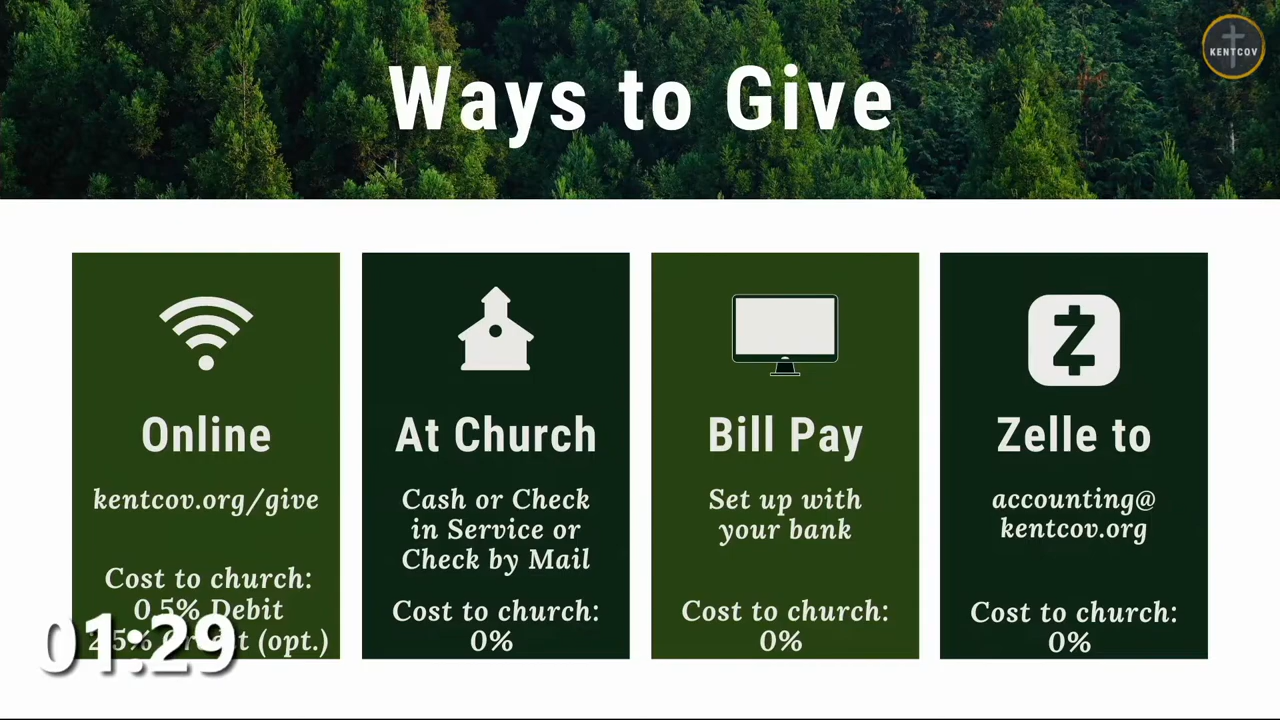 Ways to Give
KENTCOV
Online
kentcov.org/give
Cost to church:
0.5% Debit
2.5% (opt.)
At Church
Cash or Check
in Service or
Check by Mail
Cost to church:
0%
Bill Pay
Set up with
your bank
Cost to church:
0%
Zelle to
accounting@
kentcov.org
Cost to church:
0%
01:29